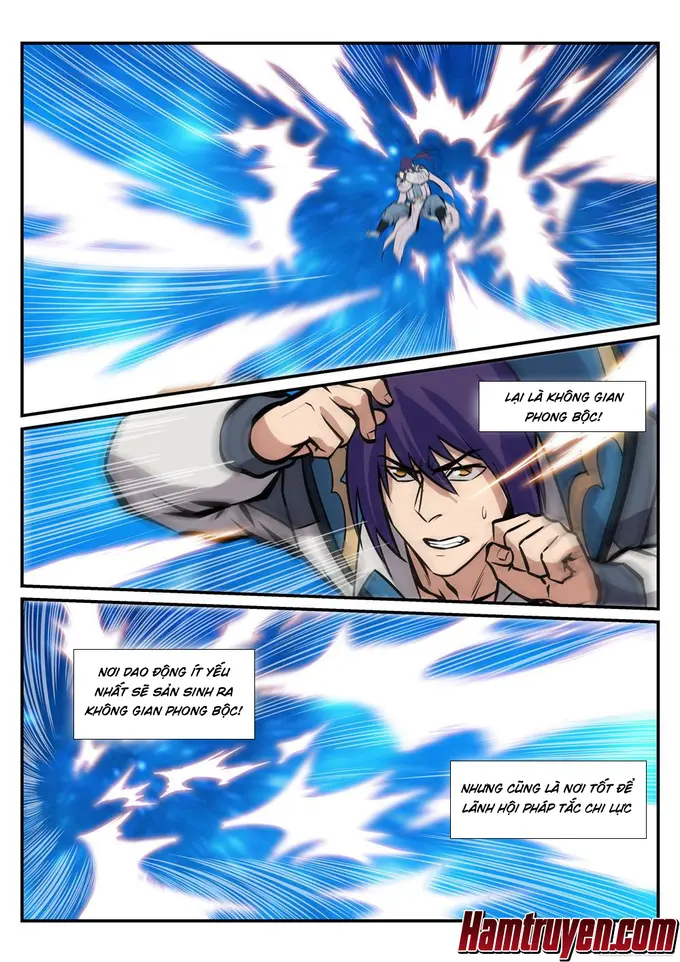 LẠI LÀ KHÔNG GIAN
PHONG BỘC!
NƠI DAO ĐỘNG ÍT YẾU
NHẤT SẼ SẢN SINH RA
KHÔNG GIAN PHONG BỘC!
NHƯNG CŨNG LÀ NƠI TỐT ĐỂ
LÃNH HỘI PHÁP TẮC CHI LỰC
Hamtruyen.com